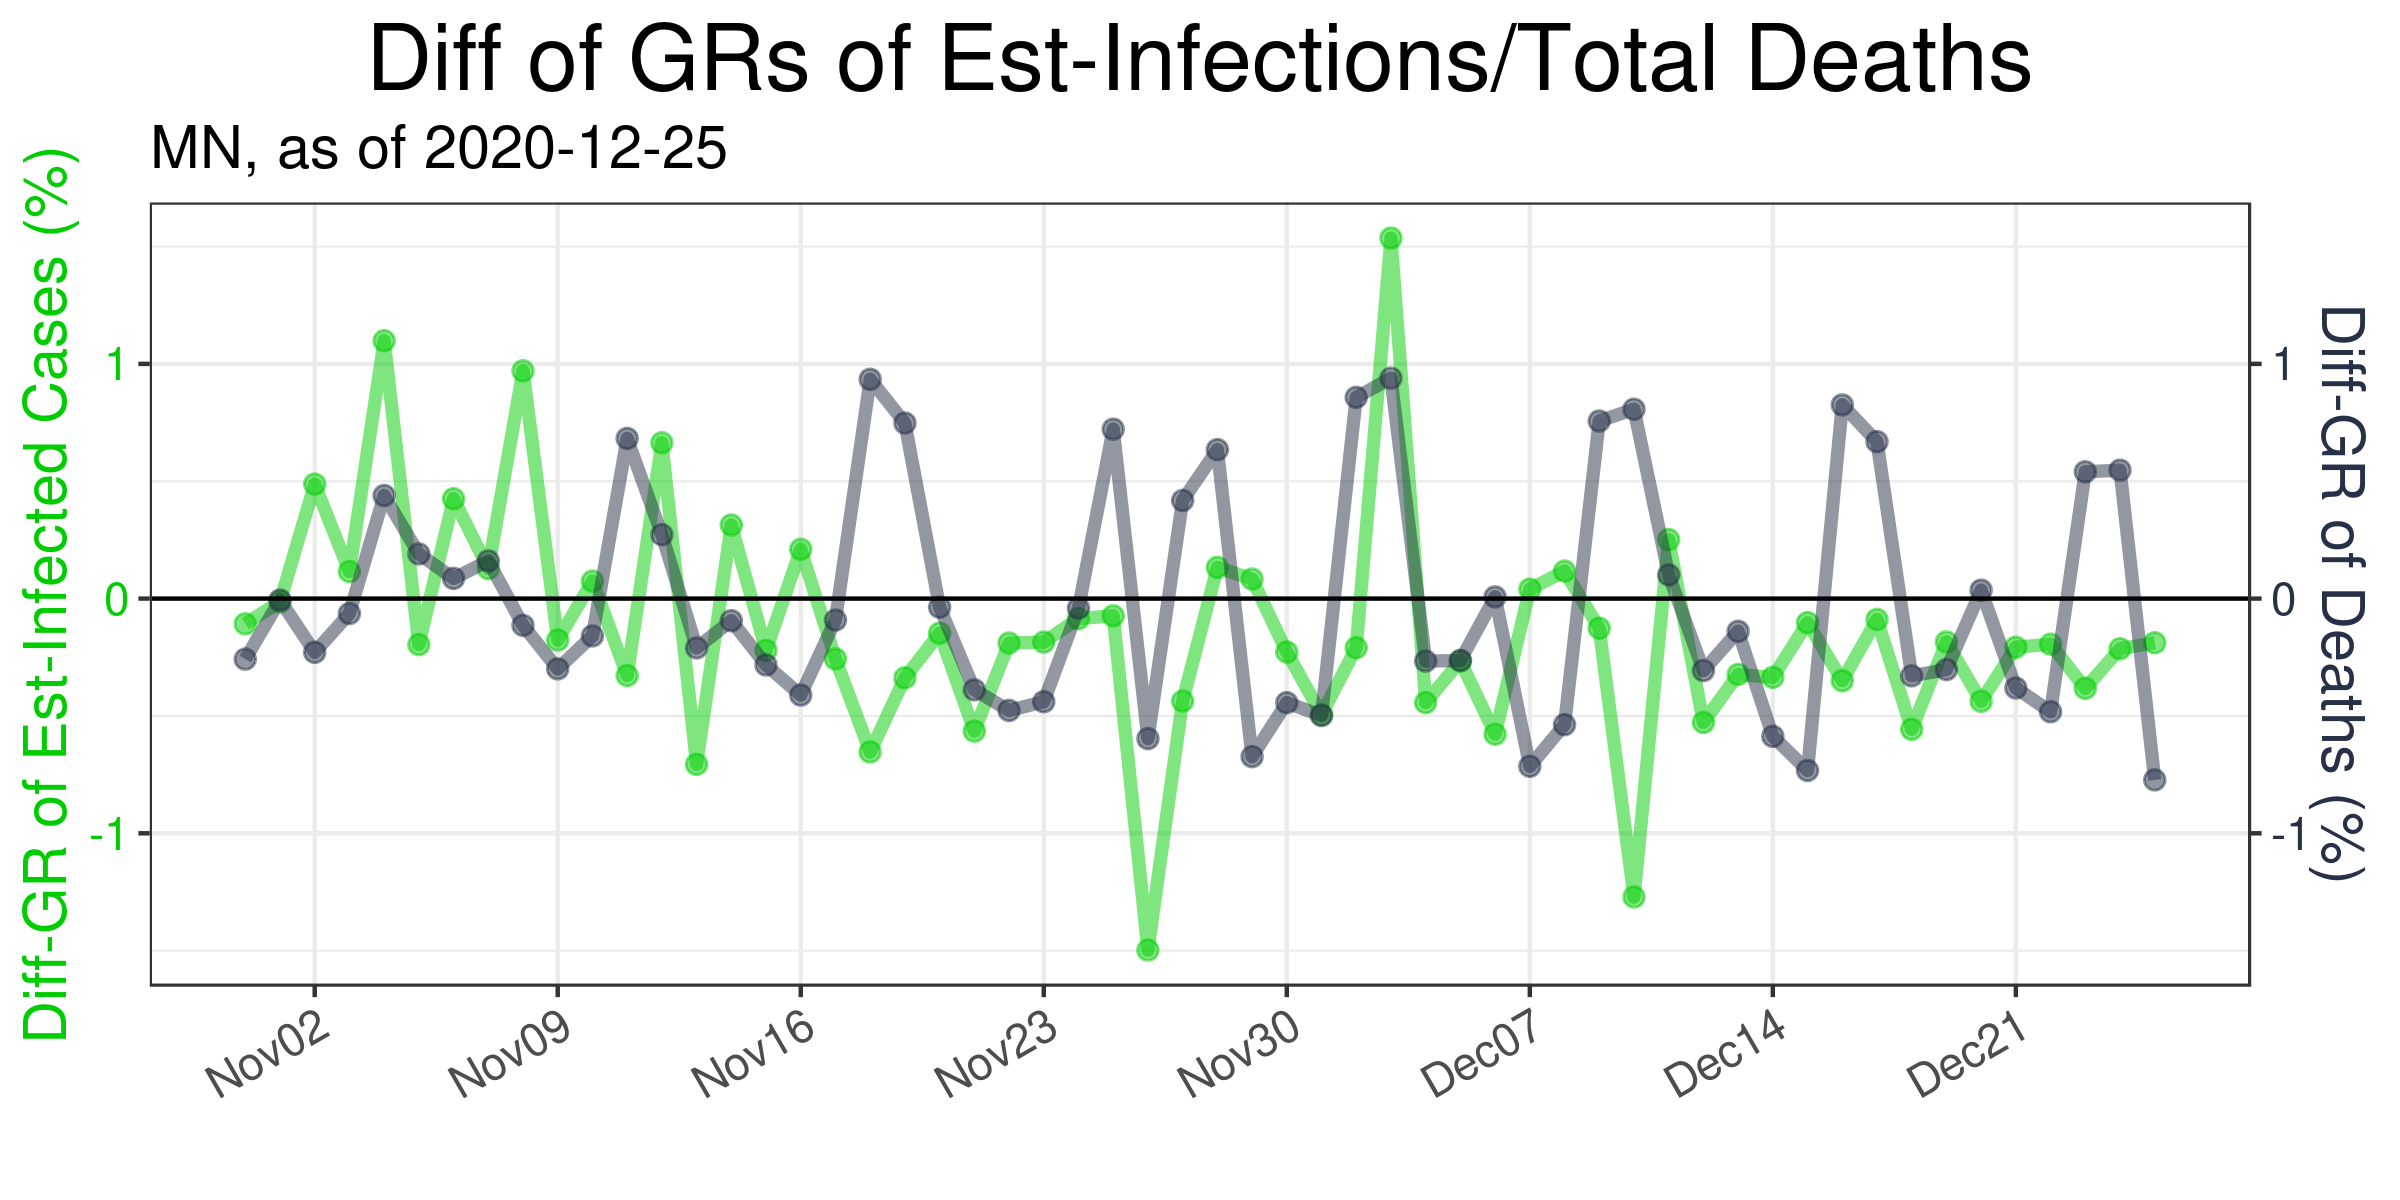 Diff of GRs of Est-Infections/Total Deaths
MN, as of 2020-12-25
Diff-GR of Est-Infected Cases (%)
1
0
-1
1
0
-1
Diff-GR of Deaths (%)
Nov02
Nov09
Nov16
Nov23
Nov30
Dec07
Dec14
Dec21